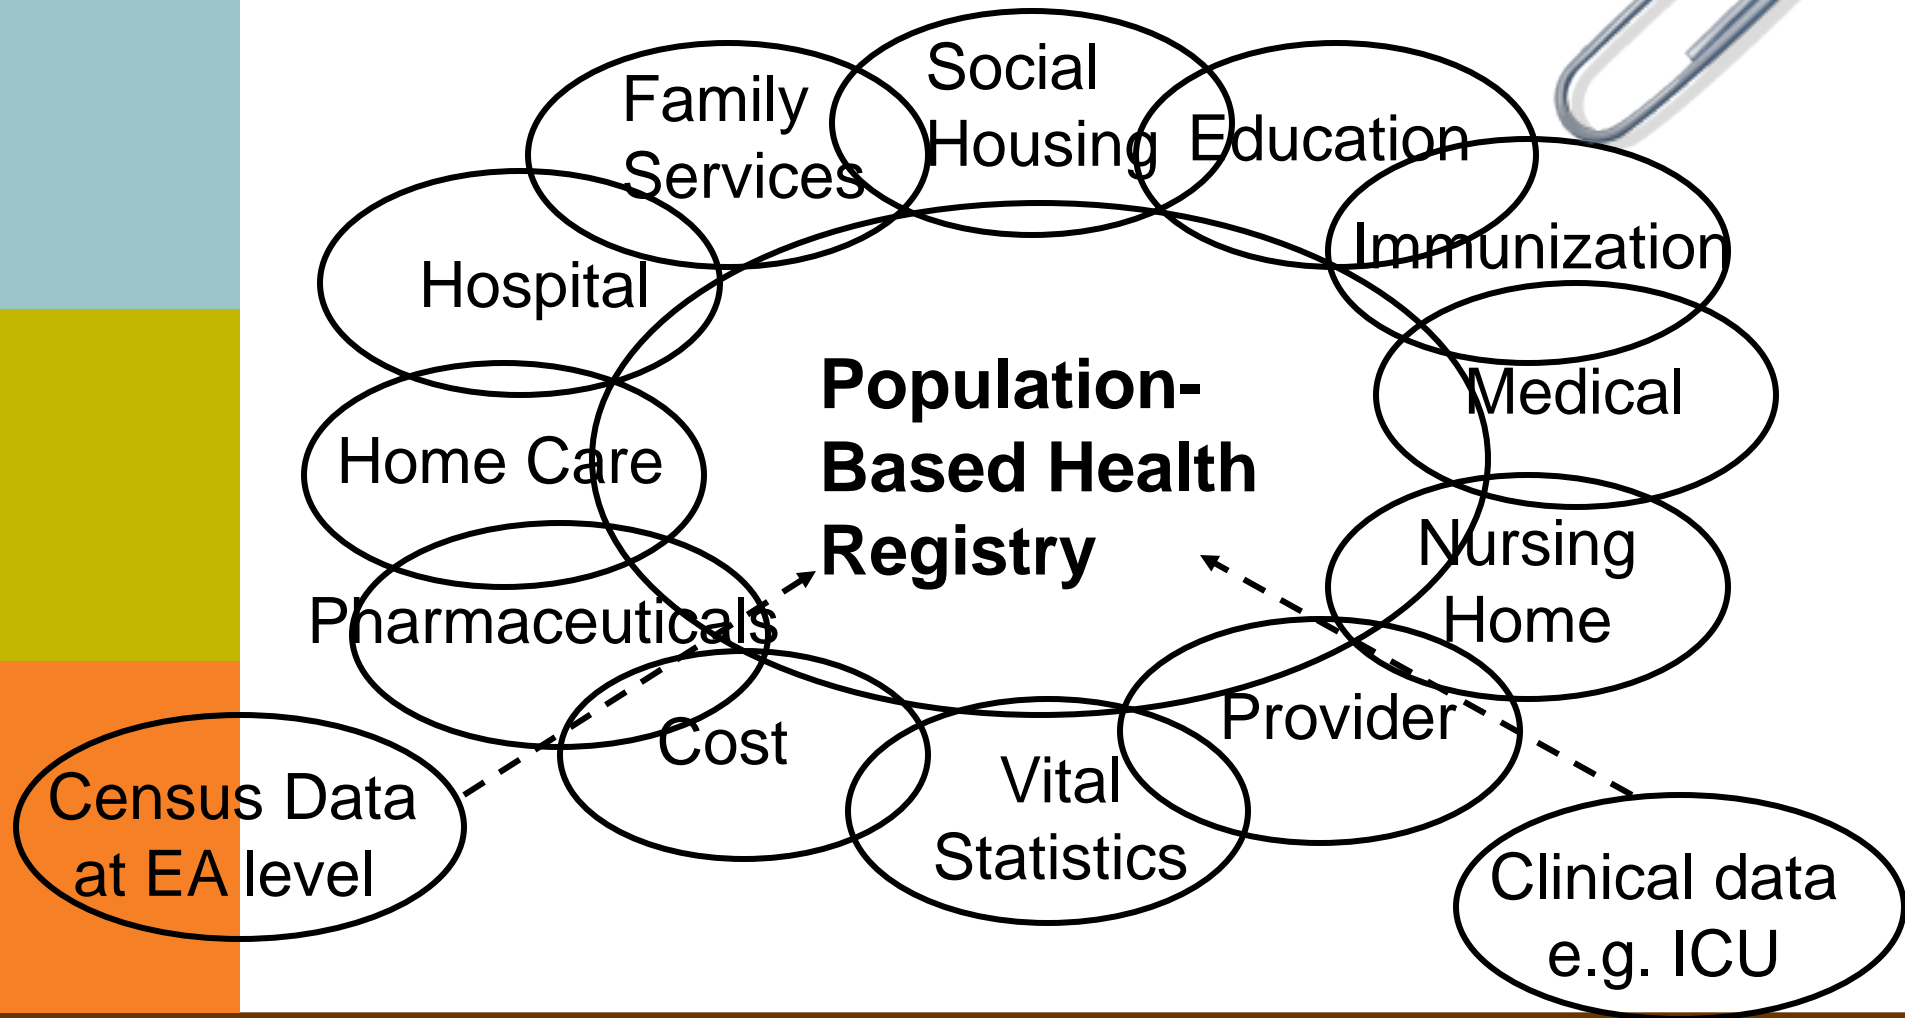 Social
Housing
Family
Services
Education
Immunization
Hospital
Population-
Based Health
Registry
Medical
Home Care
Nursing
Home
Pharmaceuticals
Provider
Cost
Vital
Statistics
Census Data
at EA level
Clinical data
e.g. ICU